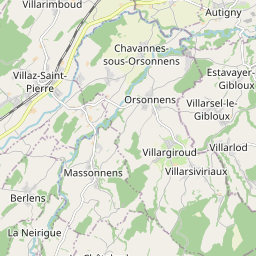 Villarimboud
Autigny
Chavannes-
sous-Orsonnens
Villaz-Saint-
Pierre
Estavayer-
Gibloux
Orsonnens
Villarsel-le-
Gibloux
Villargiroud
Villarlod
Massonnens
Villarsiviriaux
Berlens
La Neirigue